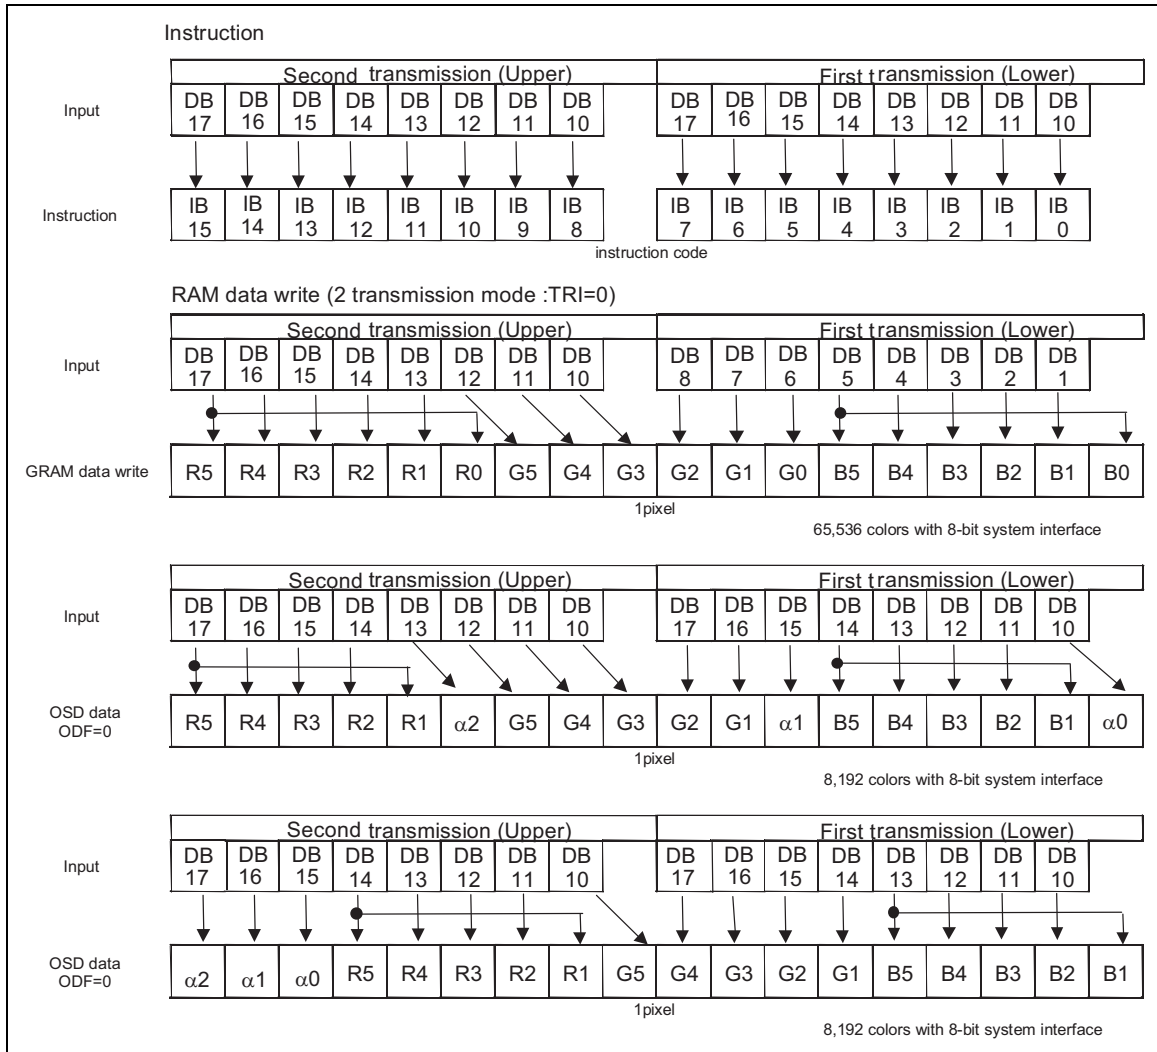 Instruction
Second transmission (Upper) First transmission (Lower)
Input DB 17 DB 16 DB 15 DB 14 DB 13 DB 12 DB 11 DB 10 DB 17 DB 16 DB 15 DB 14 DB 13 DB 12 DB 11 DB 10
Instruction IB 15 IB 14 IB 13 IB 12 IB 11 IB 10 IB 9 IB 8 IB 7 IB 6 IB 5 IB 4 IB 3 IB 2 IB 1 IB 0
instruction code
RAM data write (2 transmission mode :TRI=0)
Second transmission (Upper) First transmission (Lower)
Input DB 17 DB 16 DB 15 DB 14 DB 13 DB 12 DB 11 DB 10 DB 8 DB 7 DB 6 DB 5 DB 4 DB 3 DB 2 DB 1
GRAM data write R5 R4 R3 R2 R1 R0 G5 G4 G3 G2 G1 G0 B5 B4 B3 B2 B1 B0
1pixel
65,536 colors with 8-bit system interface
Second transmission (Upper) First transmission (Lower)
Input DB 17 DB 16 DB 15 DB 14 DB 13 DB 12 DB 11 DB 10 DB 17 DB 16 DB 15 DB 14 DB 13 DB 12 DB 11 DB 10
OSD data ODF=0 R5 R4 R3 R2 R1 α2 G5 G4 G3 G2 G1 α1 B5 B4 B3 B2 B1 α0
1pixel
8,192 colors with 8-bit system interface
Second transmission (Upper) First transmission (Lower)
Input DB 17 DB 16 DB 15 DB 14 DB 13 DB 12 DB 11 DB 10 DB 17 DB 16 DB 15 DB 14 DB 13 DB 12 DB 11 DB 10
OSD data ODF=0 α2 α1 α0 R5 R4 R3 R2 R1 G5 G4 G3 G2 G1 B5 B4 B3 B2 B1
1pixel
8,192 colors with 8-bit system interface